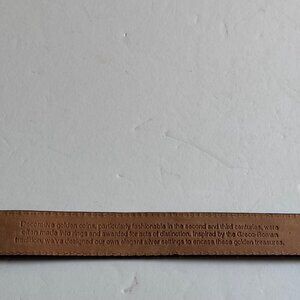 Decorative golden coins, particularly fashionable in the second and third centuries, were
often made into rings and awarded for acts of distinction. Inspired by the Greco-Roman
tradition, we've designed our own elegant silver settings to encase these golden treasures.